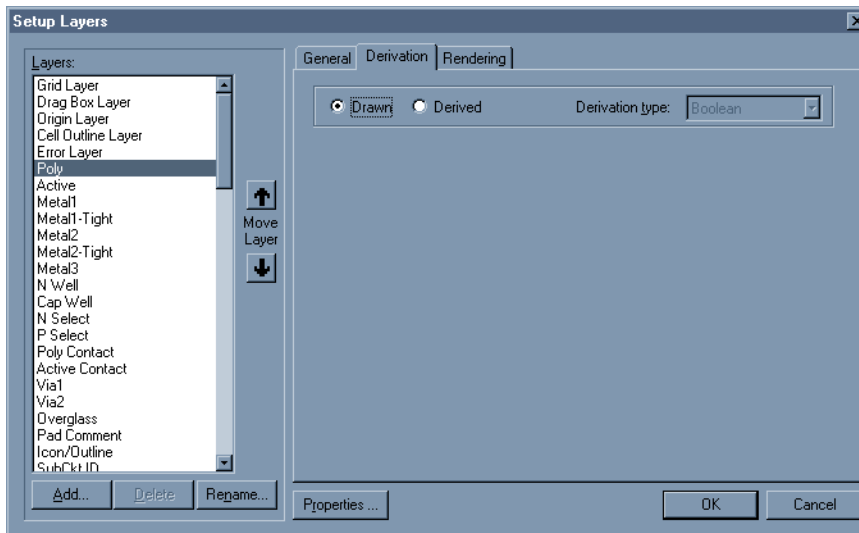 Setup Layers
Layers:
Grid Layer
Drag Box Layer
Origin Layer
Cell Outline Layer
Error Layer
Poly
Active
Metal1
Metal1-Tight
Metal2
Metal2-Tight
Metal3
N Well
Cap Well
N Select
P Select
Poly Contact
Active Contact
Via1
Via2
Overglass
Pad Comment
Icon/Outline
SubCkt ID
Move
Layer
Add...
Delete
Rename...
General
Derivation
Rendering
Drawn
Derived
Derivation type:
Boolean
Properties ...
OK
Cancel